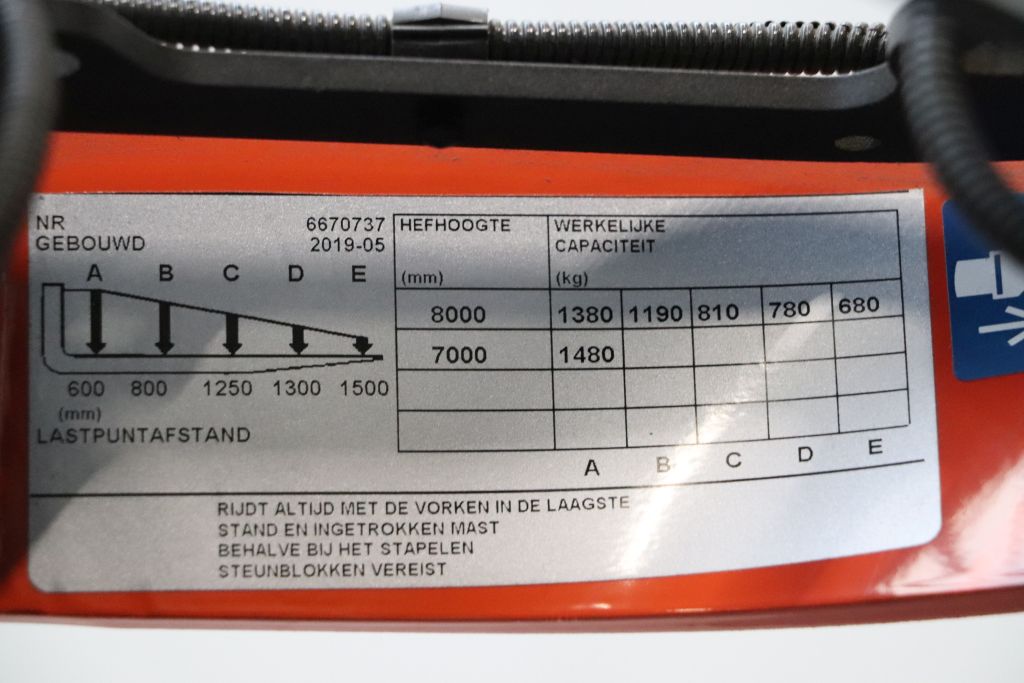 NR 6670737
GEBOUWD 2019-05
A B C D E
600 800 1250 1300 1500
(mm)
LASTPUNTAFSTAND
HEFHOOGTE WERKELIJKE
CAPACITEIT
(mm) (kg)
8000 1380 1190 810 780 680
7000 1480
A B C D E
RIJDT ALTIJD MET DE VORKEN IN DE LAAGSTE
STAND EN INGETROKKEN MAST
BEHALVE BIJ HET STAPELEN
STEUNBLOKKEN VEREIST